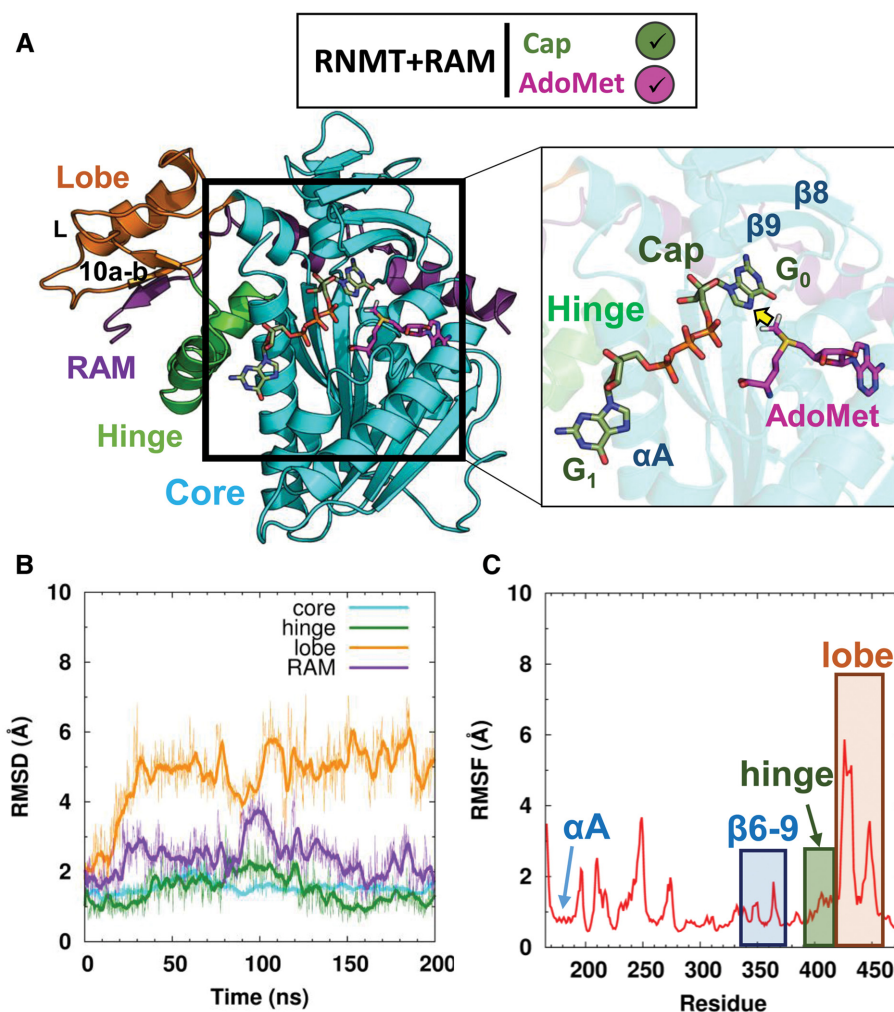 A
RNMT+RAM
Cap ✓
AdoMet ✓
Lobe
L
10a-b
RAM
Hinge
Core
β8
β9
Cap
G0
Hinge
AdoMet
αA
G1
B
10
8
6
4
2
0
RMSD (Å)
core
hinge
lobe
RAM
0 50 100 150 200
Time (ns)
C
10
8
6
4
2
0
RMSF (Å)
lobe
hinge
β6-9
αA
200 250 300 350 400 450
Residue